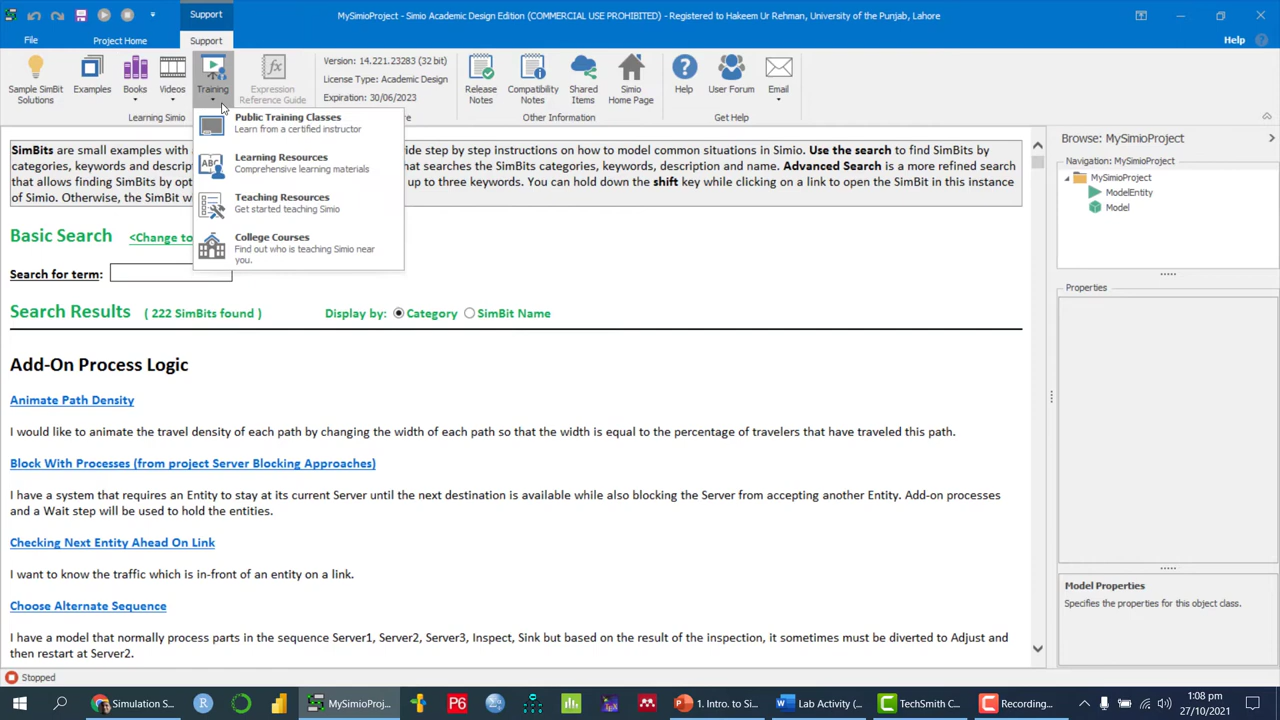 Support
MySimioProject - Simio Academic Design Edition (COMMERCIAL USE PROHIBITED) - Registered to Hakeem Ur Rehman, University of the Punjab, Lahore
File
Project Home
Support
Help
Sample SimBit Solutions
Examples
Books
Videos
Training
Expression Reference Guide
Version: 14.221.23283 (32 bit)
License Type: Academic Design
Expiration: 30/06/2023
Release Notes
Compatibility Notes
Shared Items
Simio Home Page
Help
User Forum
Email
Learning Simio
re
Other Information
Get Help
Public Training Classes
Learn from a certified instructor
Learning Resources
Comprehensive learning materials
Teaching Resources
Get started teaching Simio
College Courses
Find out who is teaching Simio near
you.
SimBits are small examples with ide step by step instructions on how to model common situations in Simio. Use the search to find SimBits by
categories, keywords and descrip that searches the SimBits categories, keywords, description and name. Advanced Search is a more refined search
that allows finding SimBits by opt up to three keywords. You can hold down the shift key while clicking on a link to open the SimBit in this instance
of Simio. Otherwise, the SimBit w
Basic Search <Change to
Search for term:
Search Results ( 222 SimBits found ) Display by: Category SimBit Name
Add-On Process Logic
Animate Path Density
I would like to animate the travel density of each path by changing the width of each path so that the width is equal to the percentage of travelers that have traveled this path.
Block With Processes (from project Server Blocking Approaches)
I have a system that requires an Entity to stay at its current Server until the next destination is available while also blocking the Server from accepting another Entity. Add-on processes
and a Wait step will be used to hold the entities.
Checking Next Entity Ahead On Link
I want to know the traffic which is in-front of an entity on a link.
Choose Alternate Sequence
I have a model that normally process parts in the sequence Server1, Server2, Server3, Inspect, Sink but based on the result of the inspection, it sometimes must be diverted to Adjust and
then restart at Server2.
Browse: MySimioProject
Navigation: MySimioProject
MySimioProject
ModelEntity
Model
Properties
Model Properties
Specifies the properties for this object class.
Stopped
Simulation S...
R
MySimioProj...
P6
1. Intro. to Si...
Lab Activity (...
TechSmith C...
Recording...
1:08 pm
27/10/2021